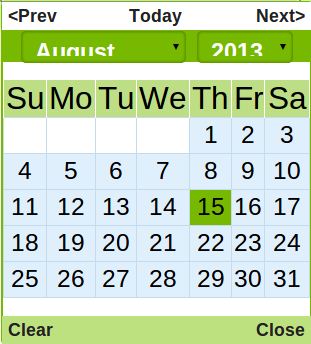 <Prev Today Next>
August 2013
Su Mo Tu We Th Fr Sa
1 2 3
4 5 6 7 8 9 10
11 12 13 14 15 16 17
18 19 20 21 22 23 24
25 26 27 28 29 30 31
Clear Close